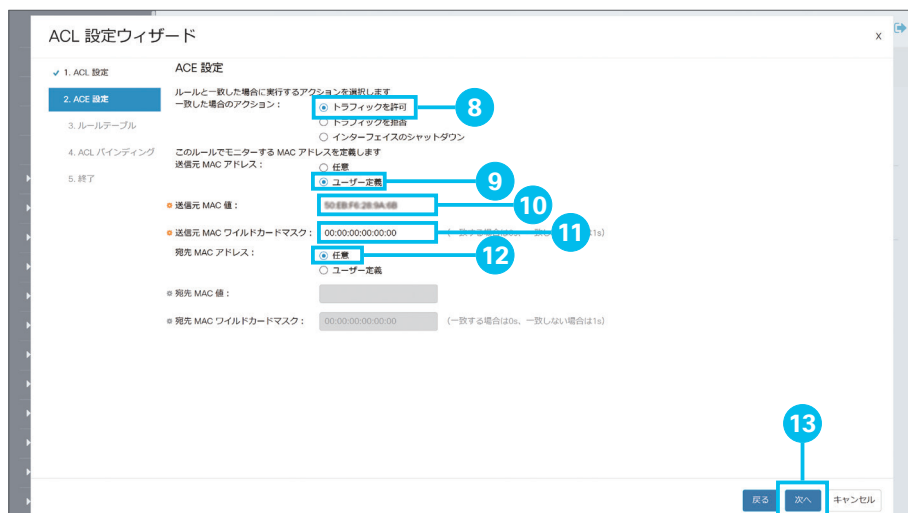 ACL 設定ウィザード
x
✓ 1. ACL 設定
2. ACE 設定
3. ルールテーブル
4. ACL バインディング
5. 終了
ACE 設定
ルールと一致した場合に実行するアクションを選択します
一致した場合のアクション：
トラフィックを許可
8
トラフィックを拒否
インターフェイスのシャットダウン
このルールでモニターする MAC アドレスを定義します
送信元 MAC アドレス：
任意
ユーザー定義
9
送信元 MAC 値：
10
送信元 MAC ワイルドカードマスク：
00:00:00:00:00:00
11
1s)
宛先 MAC アドレス：
任意
12
ユーザー定義
宛先 MAC 値：
宛先 MAC ワイルドカードマスク：
00:00:00:00:00:00
(一致する場合は0s、一致しない場合は1s)
13
戻る
次へ
キャンセル